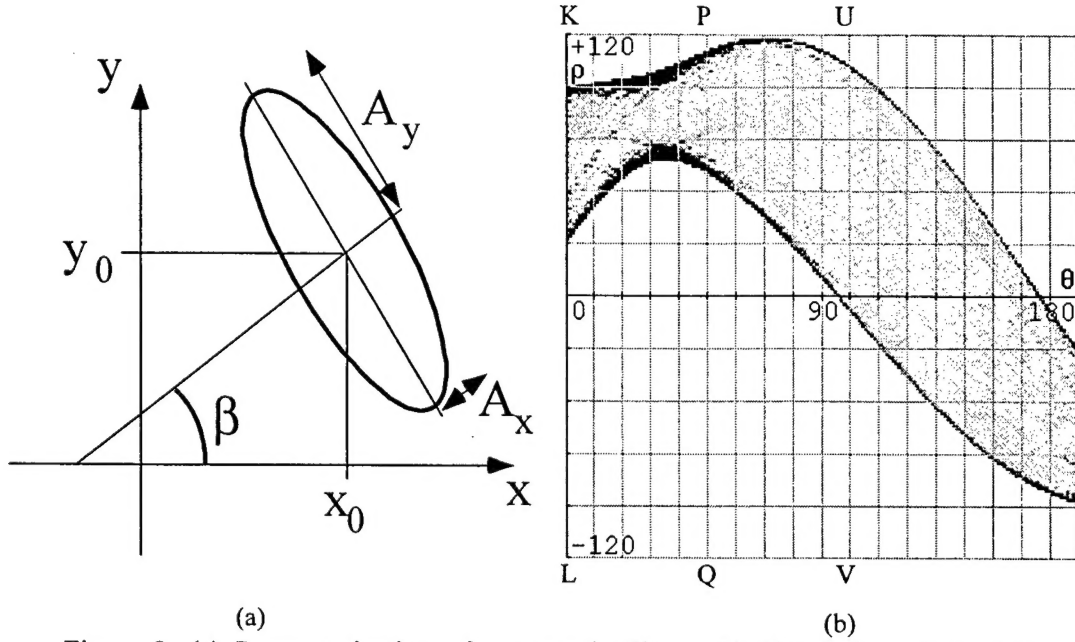 y
A_y
y_0
β
A_x
x_0
x
(a)
K P U
+120
ρ
θ
0 90 180
-120
L Q V
(b)